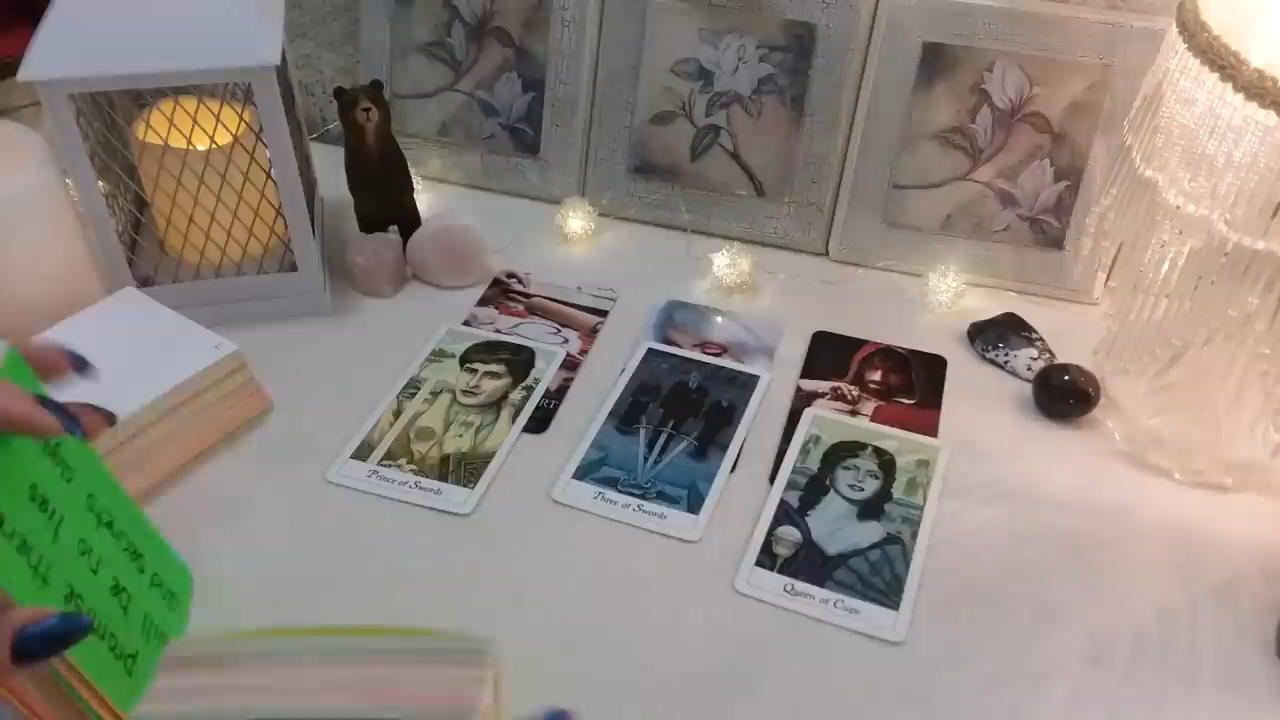 promise there
will be no lies
and secrets
Prince of Swords
Three of Swords
Queen of Cups